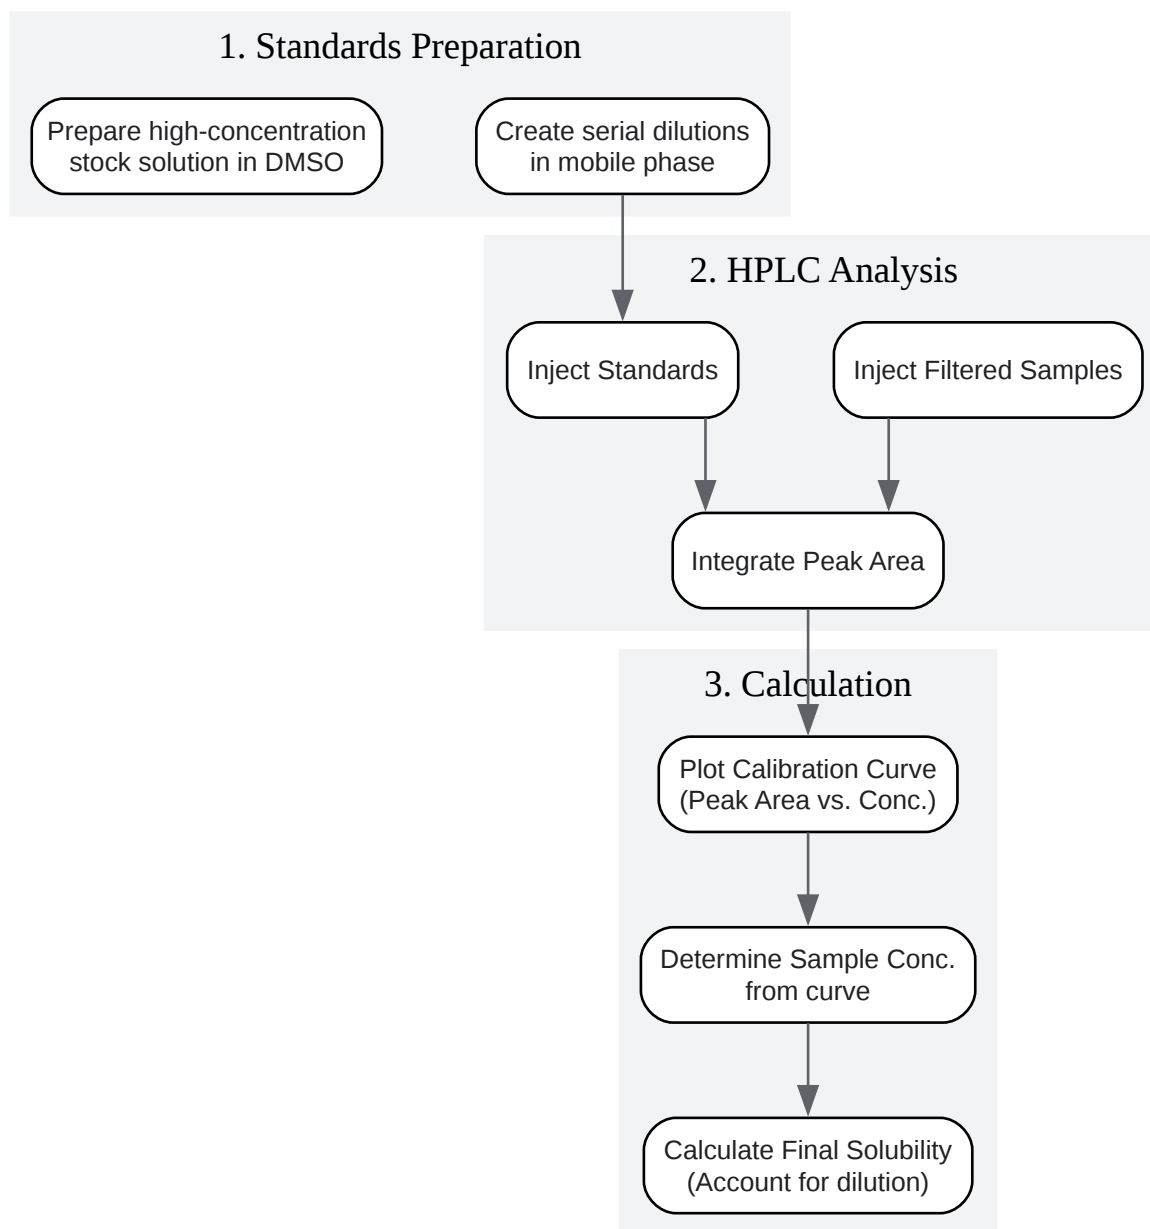 1. Standards Preparation
Prepare high-concentration
stock solution in DMSO
Create serial dilutions
in mobile phase
2. HPLC Analysis
Inject Standards
Inject Filtered Samples
Integrate Peak Area
3. Calculation
Plot Calibration Curve
(Peak Area vs. Conc.)
Determine Sample Conc.
from curve
Calculate Final Solubility
(Account for dilution)